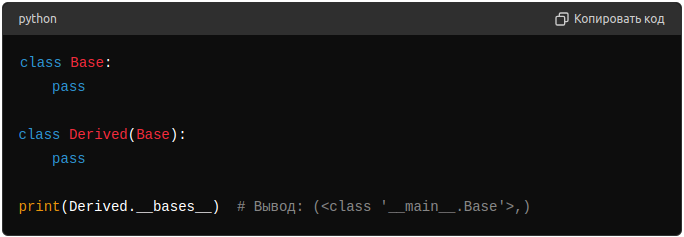 python
Копировать код
class Base:
    pass
class Derived(Base):
    pass
print(Derived.__bases__)  # Вывод: (<class '__main__.Base'>,)